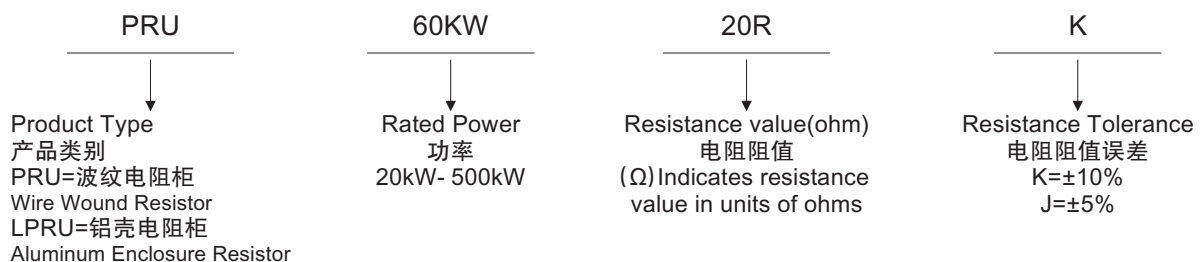 PRU 60KW 20R K
Product Type
产品类别
PRU=波纹电阻柜
Wire Wound Resistor
LPRU=铝壳电阻柜
Aluminum Enclosure Resistor
Rated Power
功率
20kW- 500kW
Resistance value(ohm)
电阻阻值
(Ω)Indicates resistance
value in units of ohms
Resistance Tolerance
电阻阻值误差
K=±10%
J=±5%